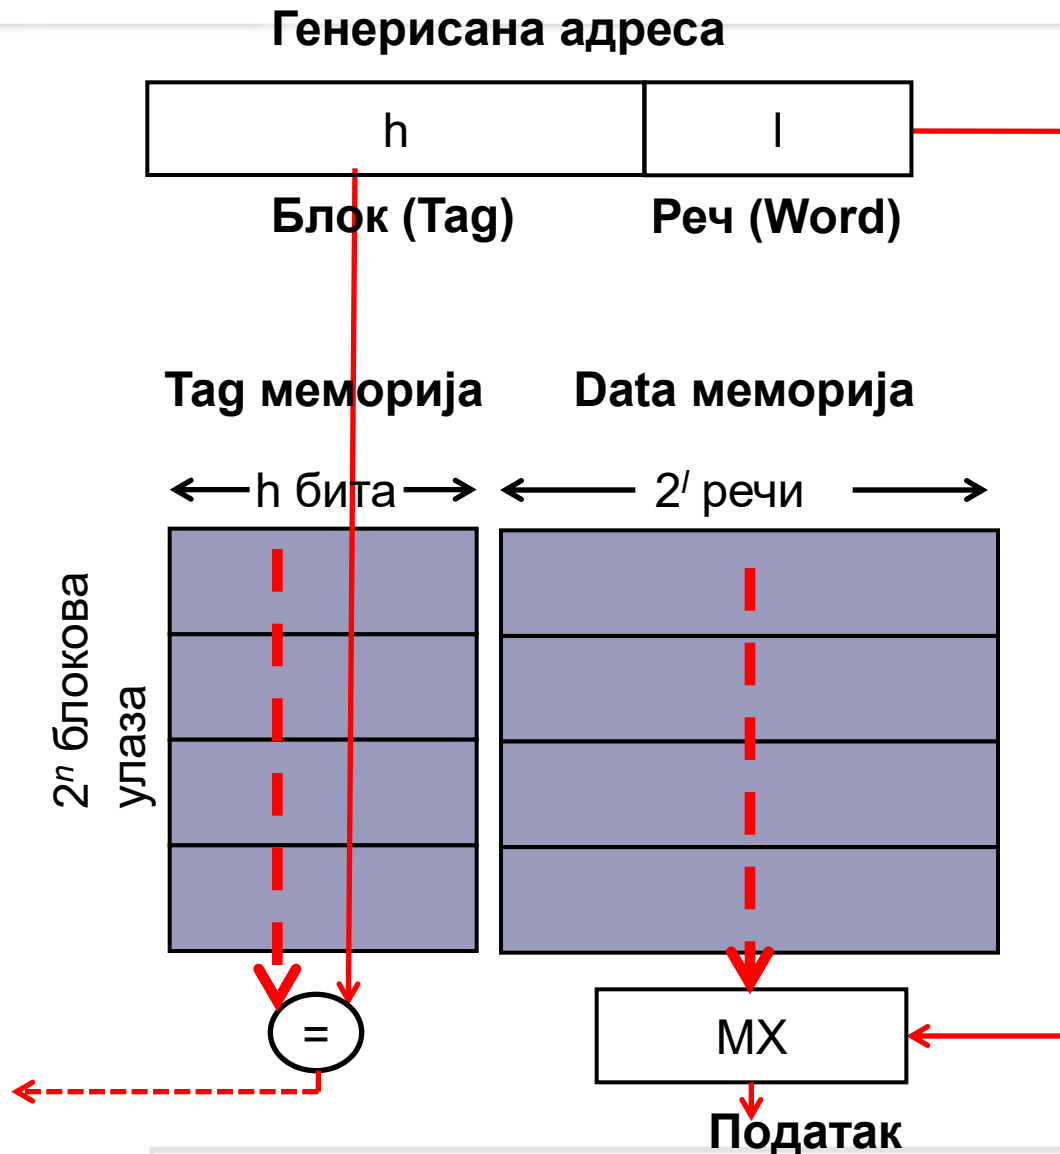 Генерисана адреса
h l
Блок (Tag) Реч (Word)
Tag меморија Data меморија
h бита 2ˡ речи
2ⁿ блокова
улаза
= MX
Податак